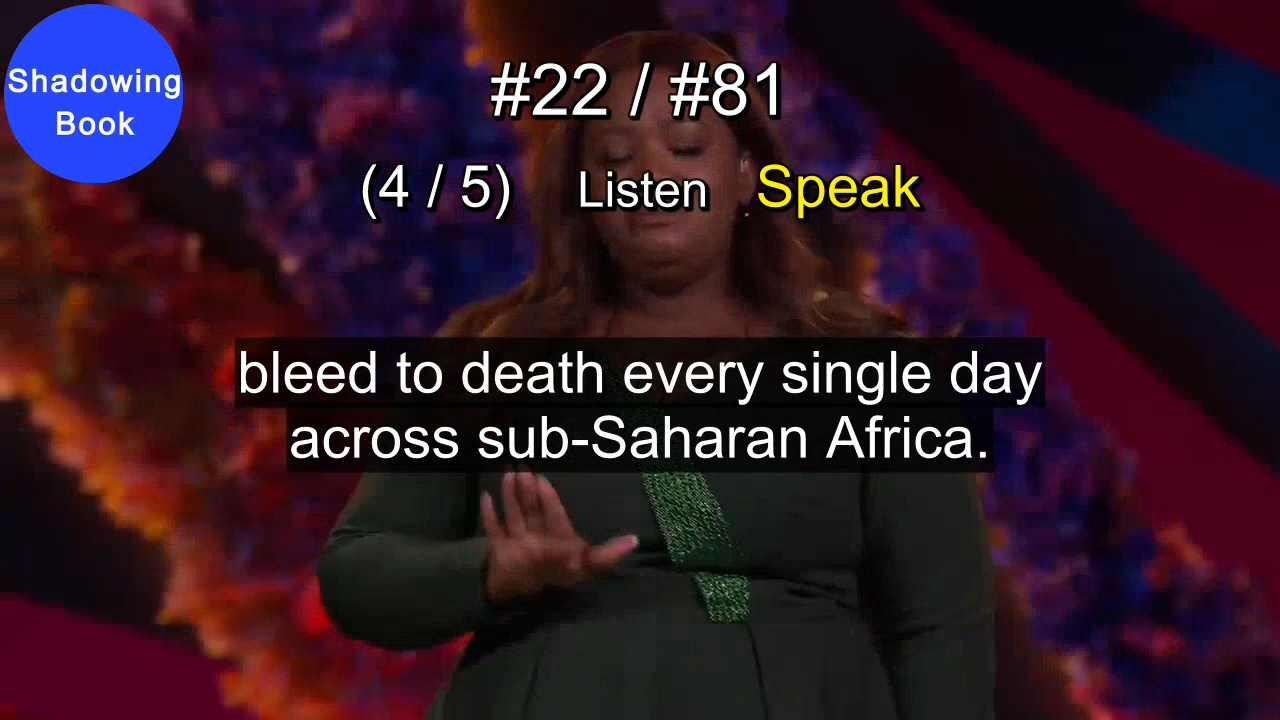 Shadowing
Book
#22 / #81
(4 / 5) Listen Speak
bleed to death every single day
across sub-Saharan Africa.